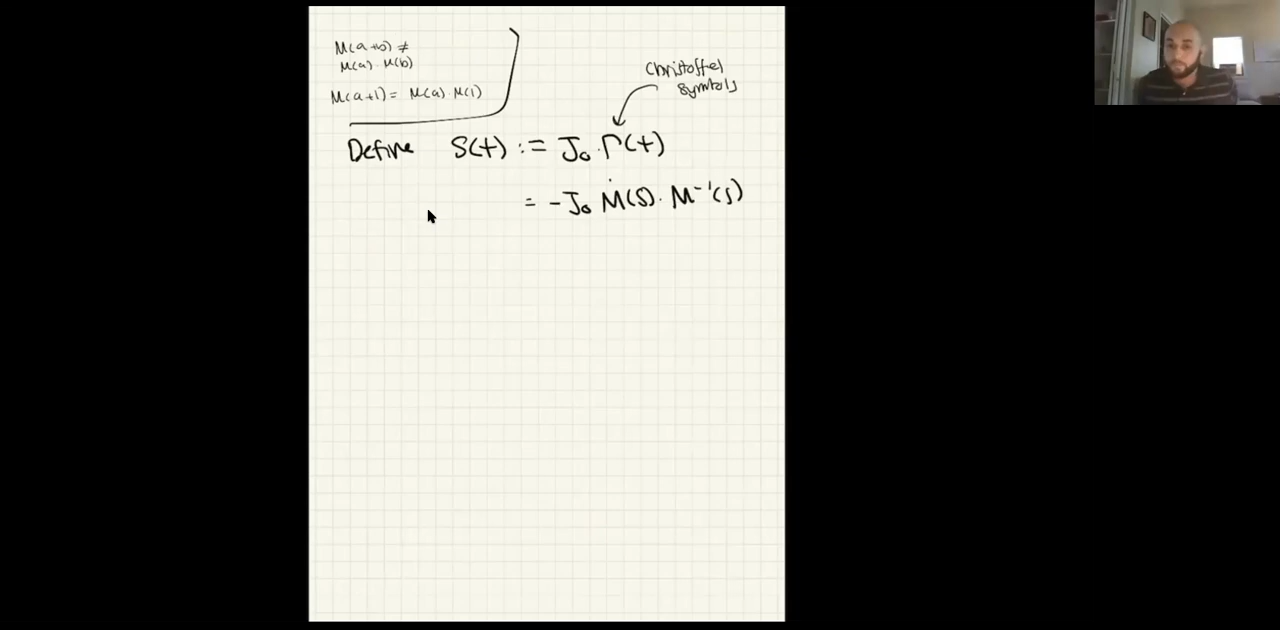 M(a+b) ≠
M(a)·M(b)
M(a+1) = M(a)·M(1)
Christoffel
symbols
Define S(t) := J₀·Γ(t)
= -J₀ Ṁ(s)·M⁻¹(s)